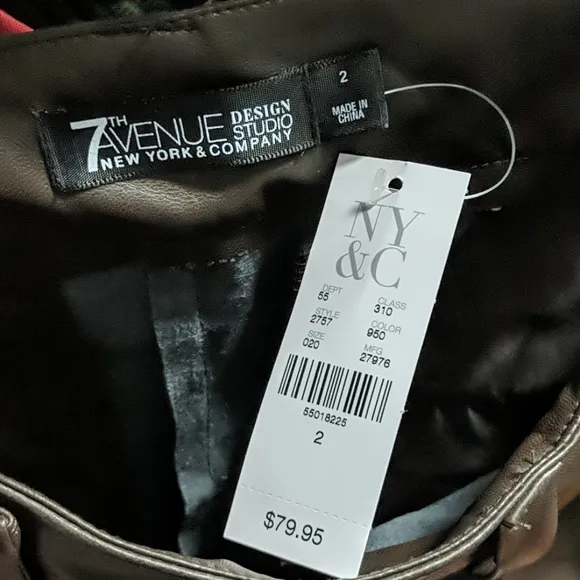 7TH AVENUE DESIGN STUDIO
NEW YORK & COMPANY
2
MADE IN
CHINA
NY
&C
DEPT CLASS
55 310
STYLE COLOR
2757 950
SIZE MFG
020 27976
55018225
2
$79.95